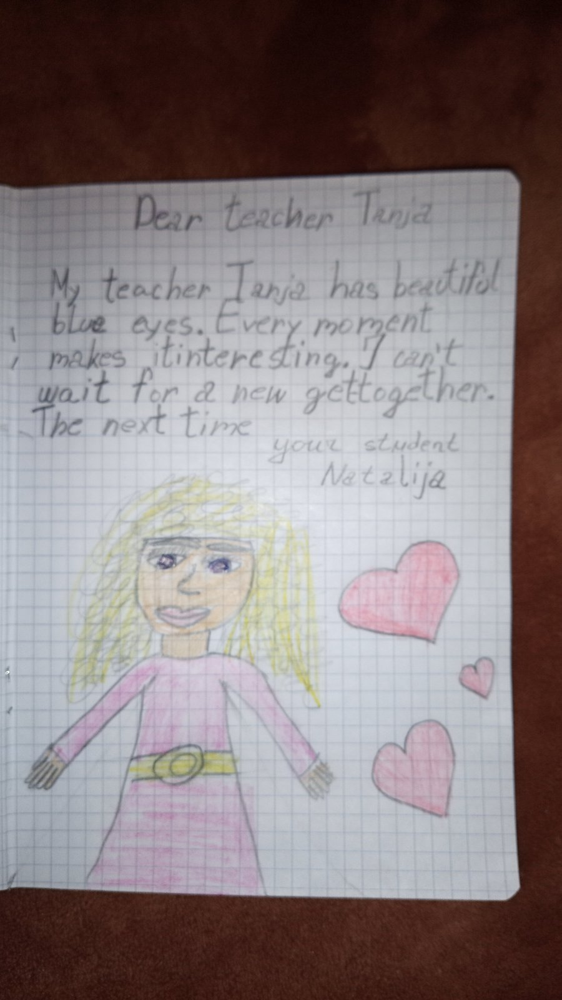 Dear teacher Tanja
My teacher Tanja has beautiful
blue eyes. Every moment
makes itinteresting. I can't
wait for a new gettogether.
The next time
your student
Natalija